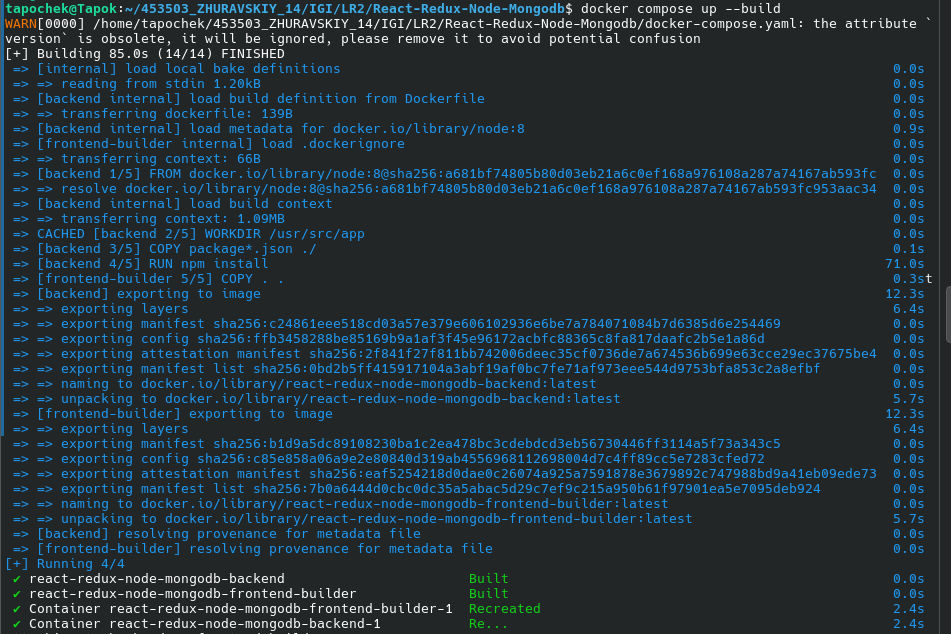 tapochek@Tapok:~/453503_ZHURAVSKIY_14/IGI/LR2/React-Redux-Node-Mongodb$ docker compose up --build
WARN[0000] /home/tapochek/453503_ZHURAVSKIY_14/IGI/LR2/React-Redux-Node-Mongodb/docker-compose.yaml: the attribute `
version` is obsolete, it will be ignored, please remove it to avoid potential confusion
[+] Building 85.0s (14/14) FINISHED
=> [internal] load local bake definitions 0.0s
=> => reading from stdin 1.20kB 0.0s
=> [backend internal] load build definition from Dockerfile 0.0s
=> => transferring dockerfile: 139B 0.0s
=> [backend internal] load metadata for docker.io/library/node:8 0.9s
=> [frontend-builder internal] load .dockerignore 0.0s
=> => transferring context: 66B 0.0s
=> [backend 1/5] FROM docker.io/library/node:8@sha256:a681bf74805b80d03eb21a6c0ef168a976108a287a74167ab593fc 0.0s
=> => resolve docker.io/library/node:8@sha256:a681bf74805b80d03eb21a6c0ef168a976108a287a74167ab593fc953aac34 0.0s
=> [backend internal] load build context 0.0s
=> => transferring context: 1.09MB 0.0s
=> CACHED [backend 2/5] WORKDIR /usr/src/app 0.0s
=> [backend 3/5] COPY package*.json ./ 0.1s
=> [backend 4/5] RUN npm install 71.0s
=> [frontend-builder 5/5] COPY . . 0.3st
=> [backend] exporting to image 12.3s
=> => exporting layers 6.4s
=> => exporting manifest sha256:c24861eee518cd03a57e379e606102936e6be7a784071084b7d6385d6e254469 0.0s
=> => exporting config sha256:ffb3458288be85169b9a1af3f45e96172acbfc88365c8fa817daafc2b5e1a86d 0.0s
=> => exporting attestation manifest sha256:2f841f27f811bb742006deec35cf0736de7a674536b699e63cce29ec37675be4 0.0s
=> => exporting manifest list sha256:0bd2b5ff415917104a3abf19af0bc7fe71af973eee544d9753bfa853c2a8efbf 0.0s
=> => naming to docker.io/library/react-redux-node-mongodb-backend:latest 0.0s
=> => unpacking to docker.io/library/react-redux-node-mongodb-backend:latest 5.7s
=> [frontend-builder] exporting to image 12.3s
=> => exporting layers 6.4s
=> => exporting manifest sha256:b1d9a5dc89108230ba1c2ea478bc3cdebdcd3eb56730446ff3114a5f73a343c5 0.0s
=> => exporting config sha256:c85e858a06a9e2e80840d319ab4556968112698004d7c4ff89cc5e7283cfed72 0.0s
=> => exporting attestation manifest sha256:eaf5254218d0dae0c26074a925a7591878e3679892c747988bd9a41eb09ede73 0.0s
=> => exporting manifest list sha256:7b0a6444d0cbc0dc35a5abac5d29c7ef9c215a950b61f97901ea5e7095deb924 0.0s
=> => naming to docker.io/library/react-redux-node-mongodb-frontend-builder:latest 0.0s
=> => unpacking to docker.io/library/react-redux-node-mongodb-frontend-builder:latest 5.7s
=> [backend] resolving provenance for metadata file 0.0s
=> [frontend-builder] resolving provenance for metadata file 0.0s
[+] Running 4/4
✔ react-redux-node-mongodb-backend Built 0.0s
✔ react-redux-node-mongodb-frontend-builder Built 0.0s
✔ Container react-redux-node-mongodb-frontend-builder-1 Recreated 2.4s
✔ Container react-redux-node-mongodb-backend-1 Re... 2.4s